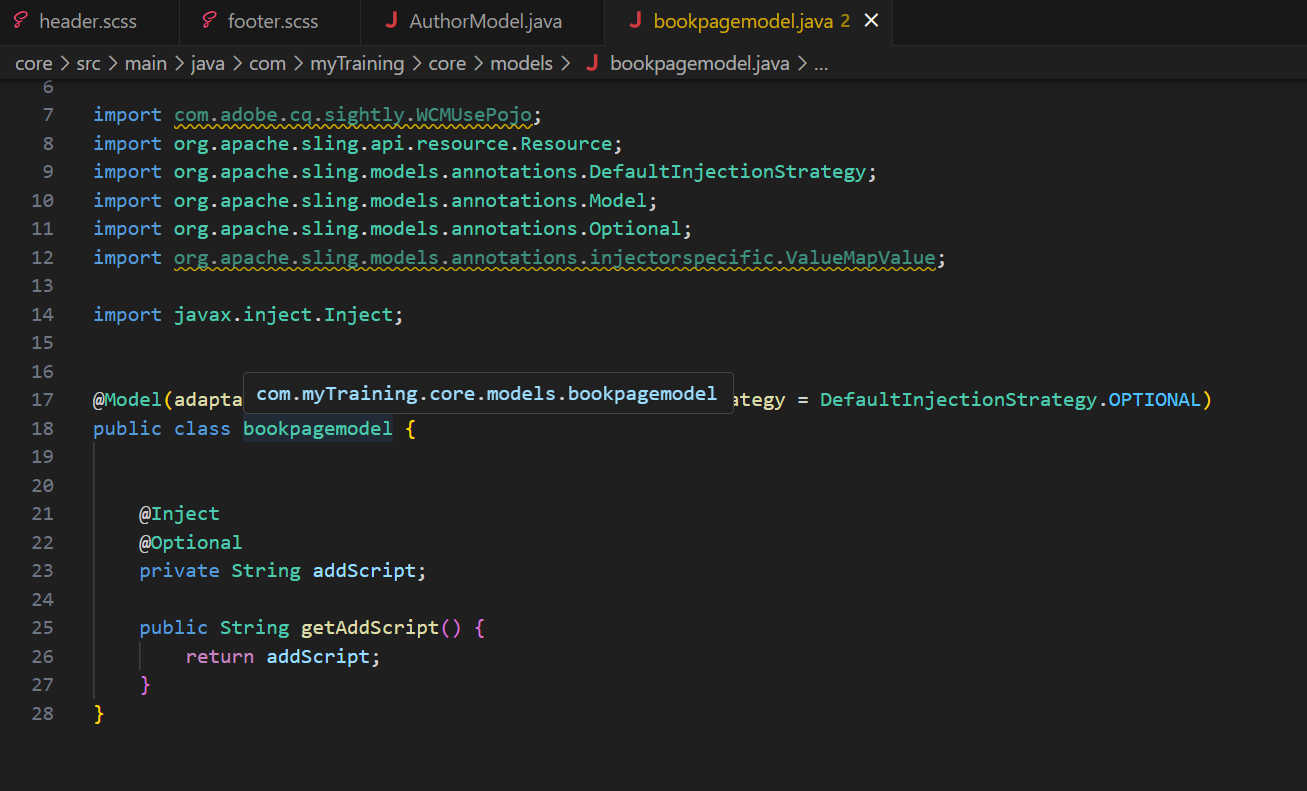 header.scss footer.scss J AuthorModel.java J bookpagemodel.java 2
core > src > main > java > com > myTraining > core > models > J bookpagemodel.java > ...
6
7 import com.adobe.cq.sightly.WCMUsePojo;
8 import org.apache.sling.api.resource.Resource;
9 import org.apache.sling.models.annotations.DefaultInjectionStrategy;
10 import org.apache.sling.models.annotations.Model;
11 import org.apache.sling.models.annotations.Optional;
12 import org.apache.sling.models.annotations.injectorspecific.ValueMapValue;
13
14 import javax.inject.Inject;
15
16
17 @Model(adapta com.myTraining.core.models.bookpagemodel ategy = DefaultInjectionStrategy.OPTIONAL)
18 public class bookpagemodel {
19
20
21 @Inject
22 @Optional
23 private String addScript;
24
25 public String getAddScript() {
26 return addScript;
27 }
28 }